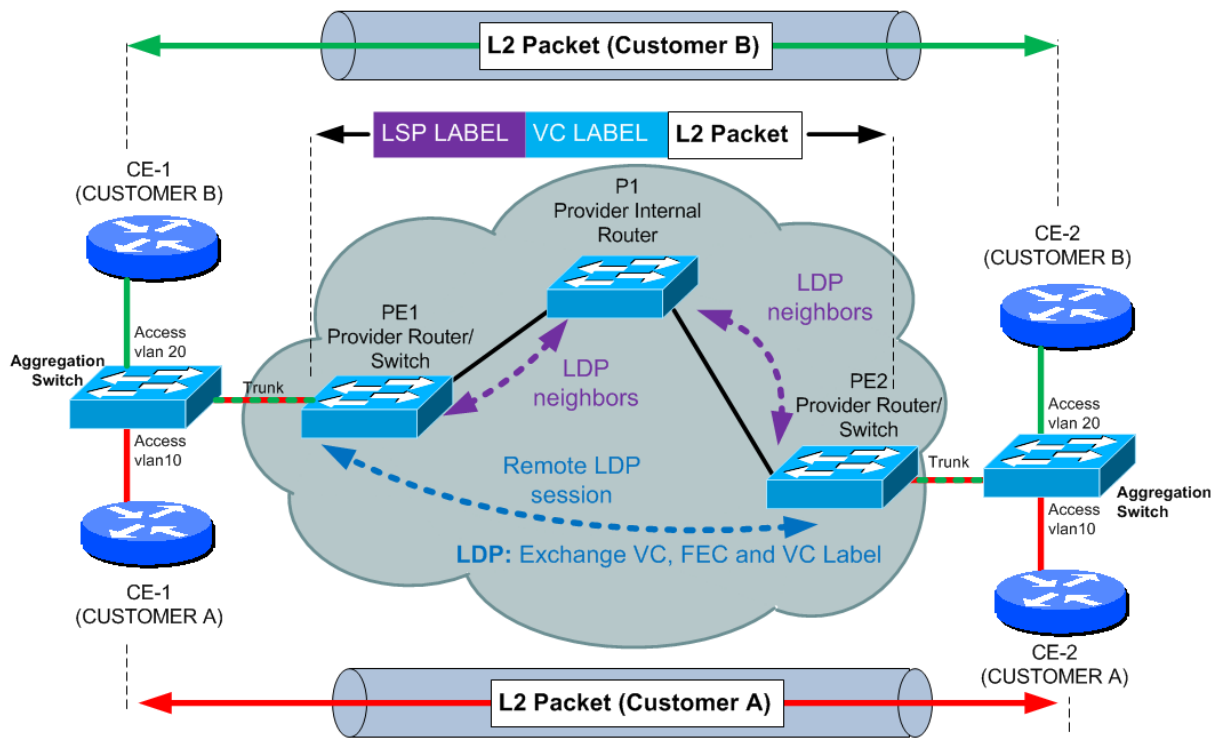 L2 Packet (Customer B)
LSP LABEL
VC LABEL
L2 Packet
CE-1
(CUSTOMER B)
P1
Provider Internal
Router
CE-2
(CUSTOMER B)
LDP
neighbors
PE1
Provider Router/
Switch
Access
vlan 20
Aggregation
Switch
Trunk
LDP
neighbors
PE2
Provider Router/
Switch
Access
vlan 20
Access
vlan10
Trunk
Remote LDP
session
Aggregation
Switch
Access
vlan10
LDP: Exchange VC, FEC and VC Label
CE-1
(CUSTOMER A)
CE-2
(CUSTOMER A)
L2 Packet (Customer A)